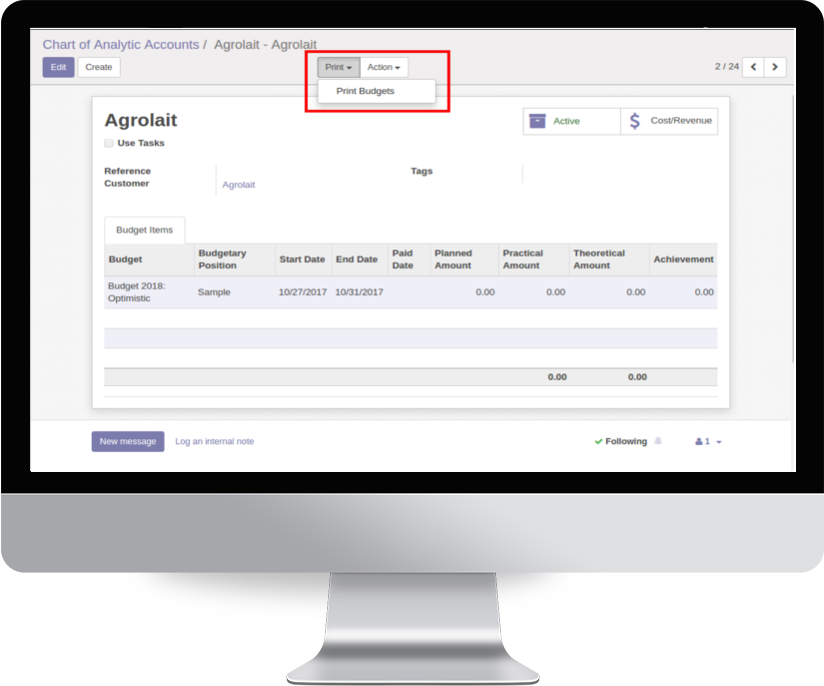 Chart of Analytic Accounts / Agrolait - Agrolait
Edit Create Print Action 2 / 24
Print Budgets
Agrolait
Active Cost/Revenue
Use Tasks
Reference Tags
Customer Agrolait
Budget Items
Budget Budgetary Position Start Date End Date Paid Date Planned Amount Practical Amount Theoretical Amount Achievement
Budget 2018: Optimistic Sample 10/27/2017 10/31/2017 0.00 0.00 0.00 0.00
0.00 0.00
New message Log an internal note Following 1